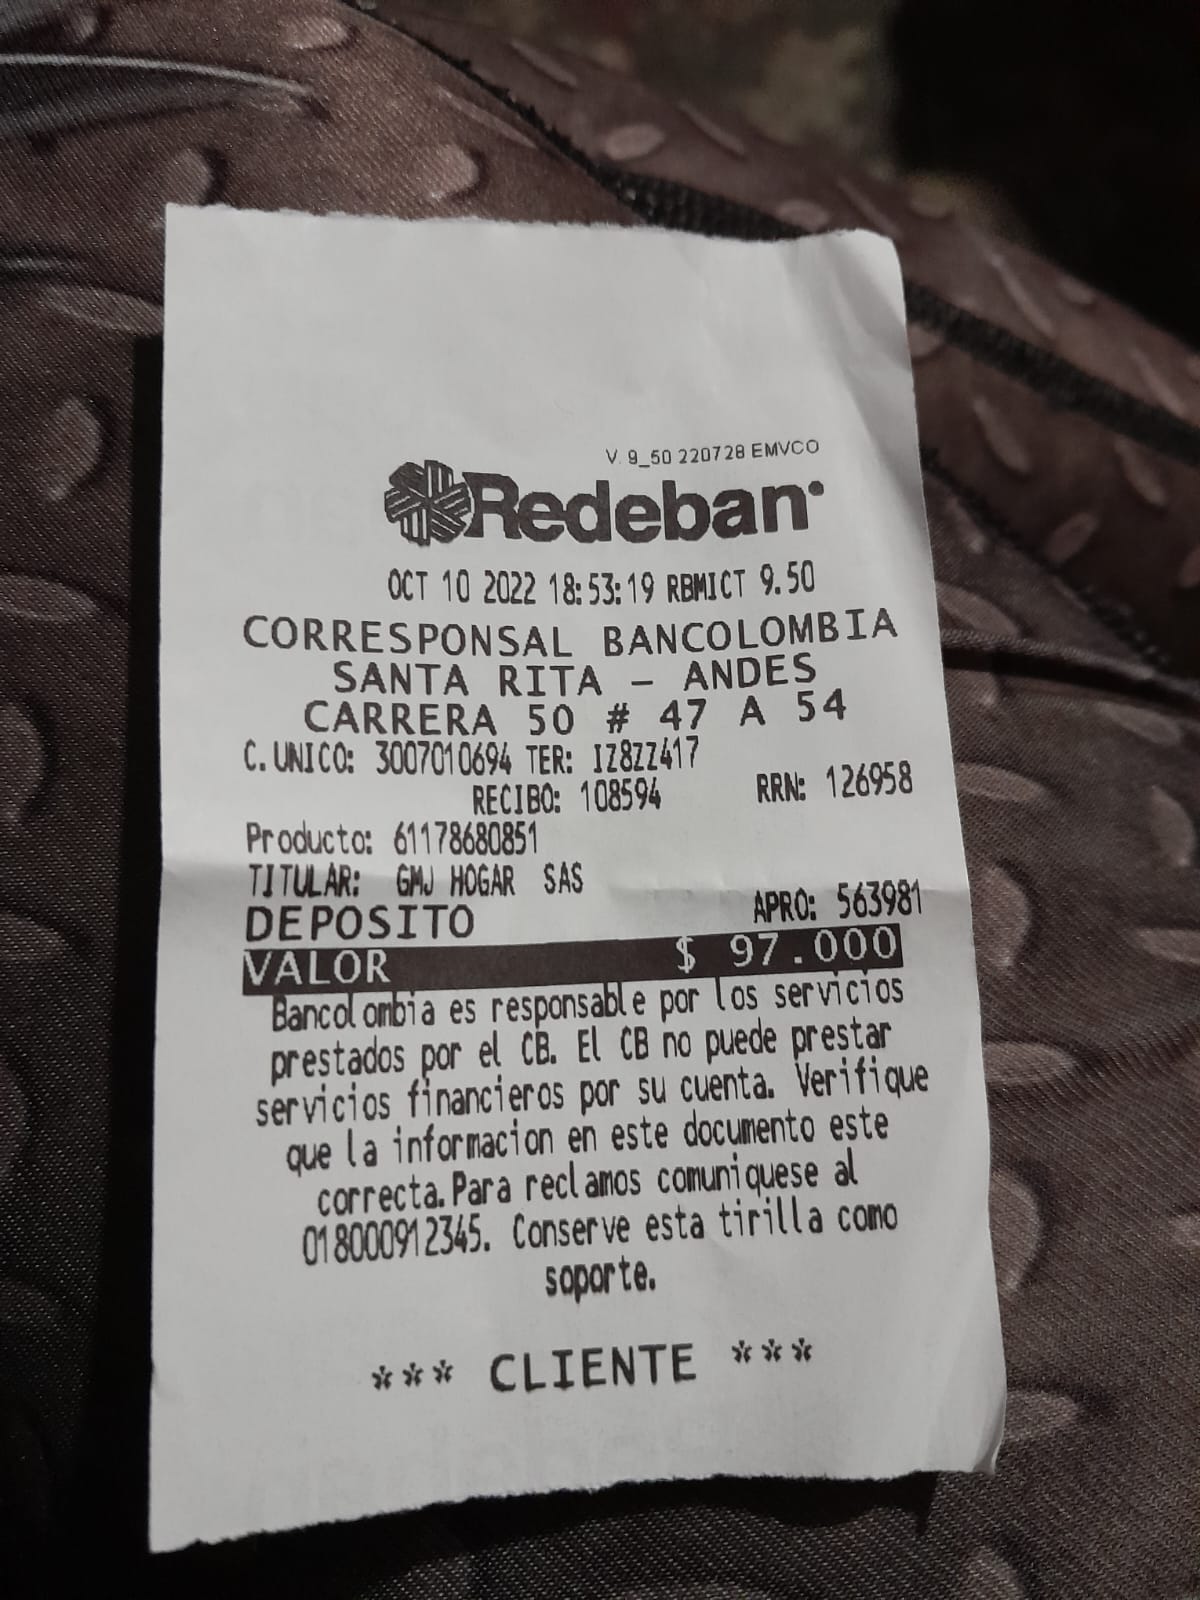 V. 9_50 220728 EMVCO
Redeban
OCT 10 2022 18:53:19 RBMICT 9.50
CORRESPONSAL BANCOLOMBIA
SANTA RITA - ANDES
CARRERA 50 # 47 A 54
C.UNICO: 3007010694 TER: IZ8ZZ417
RECIBO: 108594 RRN: 126958
Producto: 61178680851
TITULAR: GMJ HOGAR SAS
DEPOSITO APRO: 563981
VALOR $ 97.000
Bancolombia es responsable por los servicios
prestados por el CB. El CB no puede prestar
servicios financieros por su cuenta. Verifique
que la informacion en este documento este
correcta.Para reclamos comuniquese al
018000912345. Conserve esta tirilla como
soporte.
*** CLIENTE ***